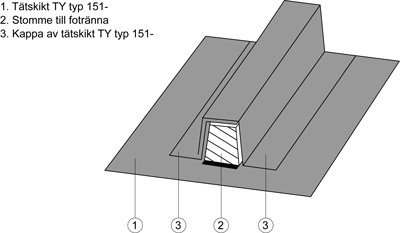 1. Tätskikt TY typ 151-
2. Stomme till fotränna
3. Kappa av tätskikt TY typ 151-
1 3 2 3